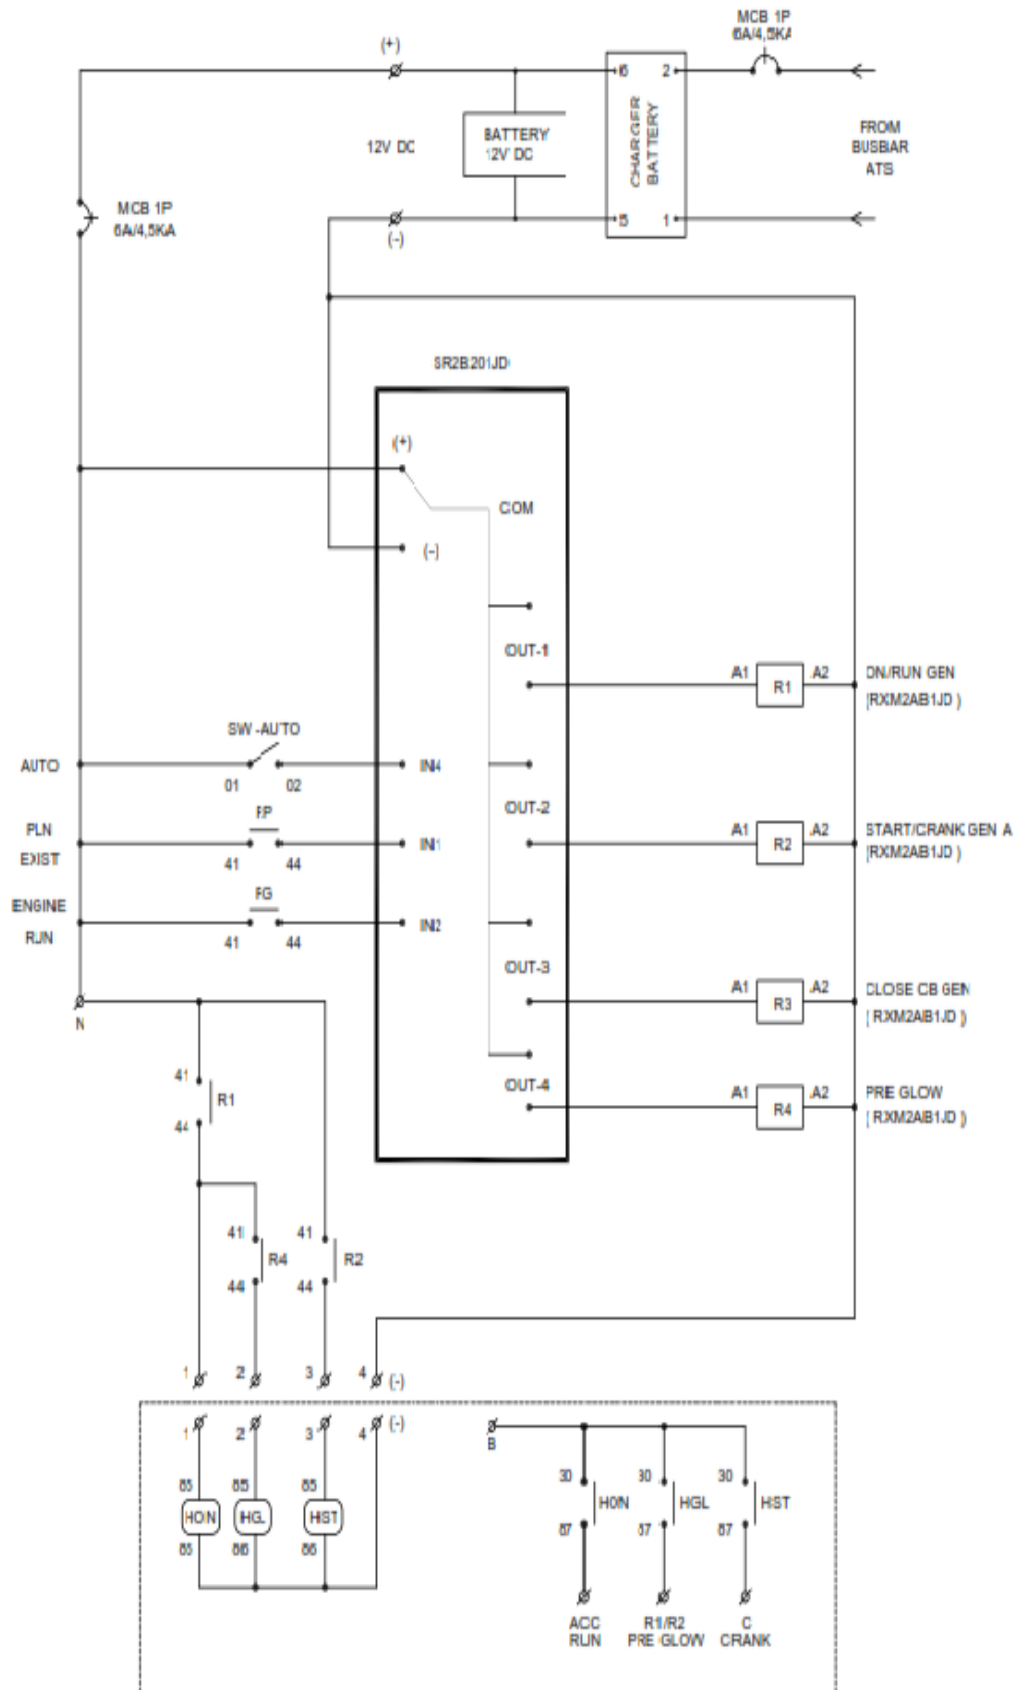 MCB 1P
6A/4,5KA
(+)
6
2
CHARGER
BATTERY
FROM
BUSBAR
ATS
12V DC
BATTERY
12V DC
MCB 1P
6A/4,5KA
5
1
(-)
SR2B201JD
(+)
COM
(-)
OUT-1
A1
R1
A2
ON/RUN GEN
(RXM2AB1JD )
SW-AUTO
AUTO
01
02
IN4
OUT-2
PLN
EXIST
RP
41
44
IN1
A1
R2
A2
START/CRANK GEN A
(RXM2AB1JD )
ENGINE
RUN
RG
41
44
IN2
OUT-3
A1
R3
A2
CLOSE CB GEN
( RXM2AB1JD )
N
OUT-4
A1
R4
A2
PRE GLOW
( RXM2AB1JD )
41
R1
44
41
R4
44
41
R2
44
1
2
3
4
(-)
1
2
3
4
(-)
B
85
85
85
HON
HGL
HST
86
86
30
HON
87
30
HGL
87
30
HST
87
ACC
RUN
R1/R2
PRE GLOW
C
CRANK